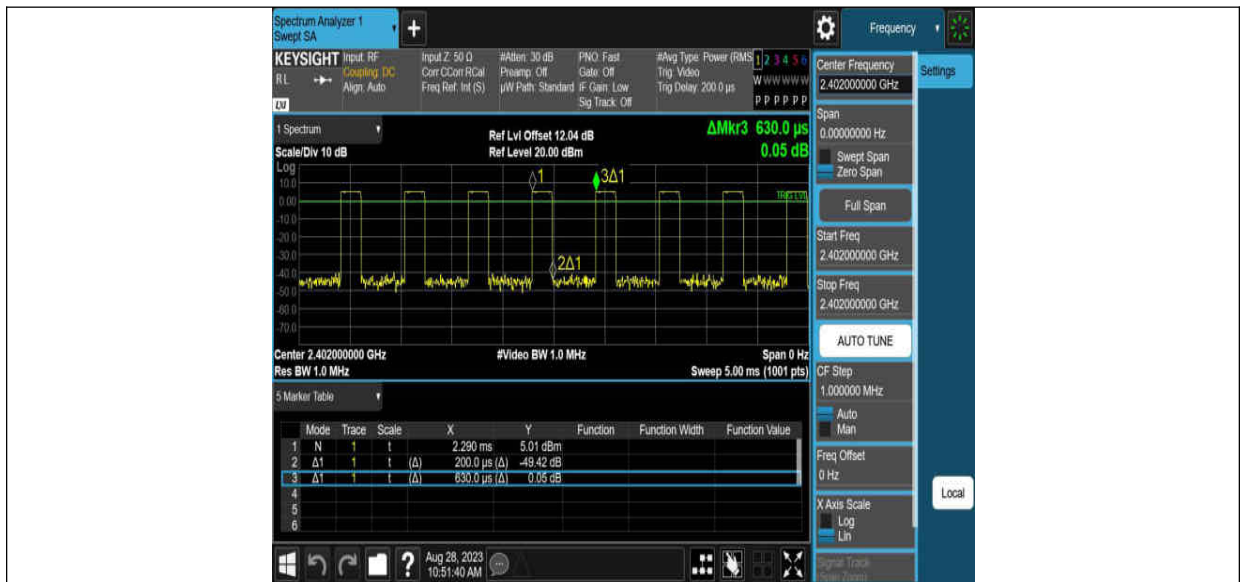 Spectrum Analyzer 1
Swept SA
+
Frequency
KEYSIGHT
RL
LXI
Input: RF
Coupling: DC
Align: Auto
Input Z: 50 Ω
Corr CCorr RCal
Freq Ref: Int (S)
#Atten: 30 dB
Preamp: Off
µW Path: Standard
PNO: Fast
Gate: Off
IF Gain: Low
Sig Track: Off
#Avg Type: Power (RMS
Trig: Video
Trig Delay: 200.0 µs
1 2 3 4 5 6
W W W W W W
P P P P P P
1 Spectrum
Scale/Div 10 dB
Ref Lvl Offset 12.04 dB
Ref Level 20.00 dBm
ΔMkr3 630.0 µs
0.05 dB
Log
10.0
0.00
-10.0
-20.0
-30.0
-40.0
-50.0
-60.0
-70.0
1
3Δ1
2Δ1
TRIG LVL
Center 2.402000000 GHz
Res BW 1.0 MHz
#Video BW 1.0 MHz
Span 0 Hz
Sweep 5.00 ms (1001 pts)
5 Marker Table
Mode Trace Scale X Y Function Function Width Function Value
1 N 1 t 2.290 ms 5.01 dBm
2 Δ1 1 t (Δ) 200.0 µs (Δ) -49.42 dB
3 Δ1 1 t (Δ) 630.0 µs (Δ) 0.05 dB
4
5
6
?
Aug 28, 2023
10:51:40 AM
Center Frequency
2.402000000 GHz
Span
0.00000000 Hz
Swept Span
Zero Span
Full Span
Start Freq
2.402000000 GHz
Stop Freq
2.402000000 GHz
AUTO TUNE
CF Step
1.000000 MHz
Auto
Man
Freq Offset
0 Hz
X Axis Scale
Log
Lin
Signal Track
(Span Zoom)
Settings
Local